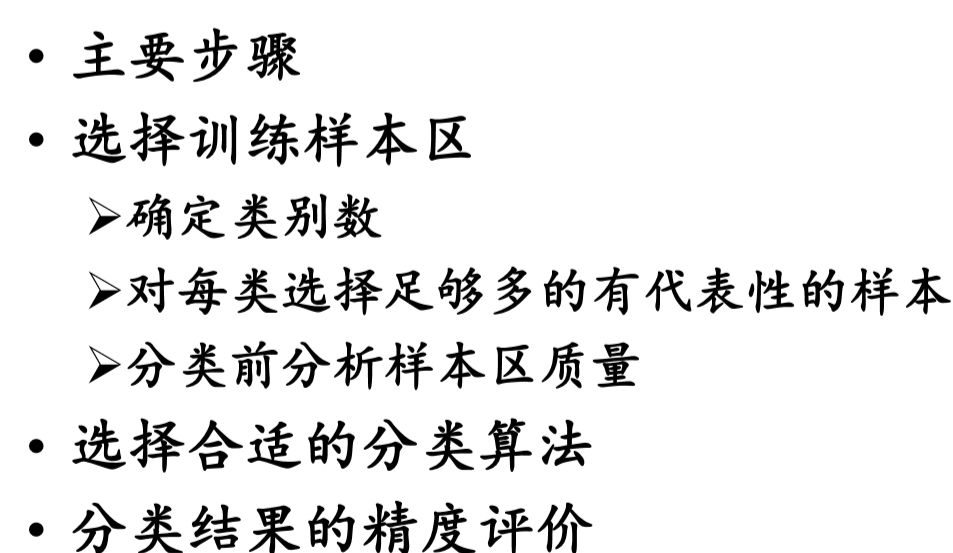 • 主要步骤
• 选择训练样本区
➢确定类别数
➢对每类选择足够多的有代表性的样本
➢分类前分析样本区质量
• 选择合适的分类算法
• 分类结果的精度评价